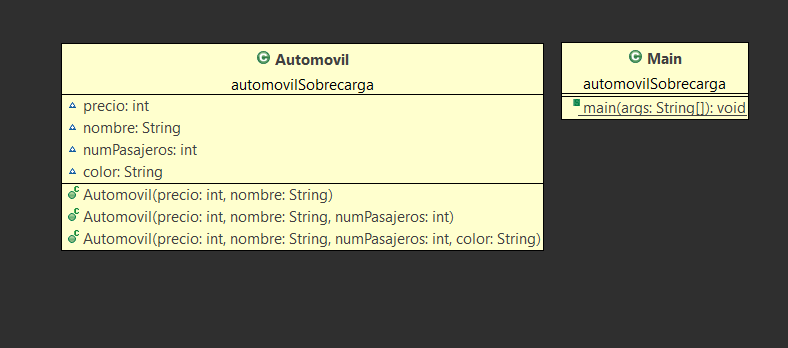 Automovil
automovilSobrecarga
precio: int
nombre: String
numPasajeros: int
color: String
Automovil(precio: int, nombre: String)
Automovil(precio: int, nombre: String, numPasajeros: int)
Automovil(precio: int, nombre: String, numPasajeros: int, color: String)
Main
automovilSobrecarga
main(args: String[]): void